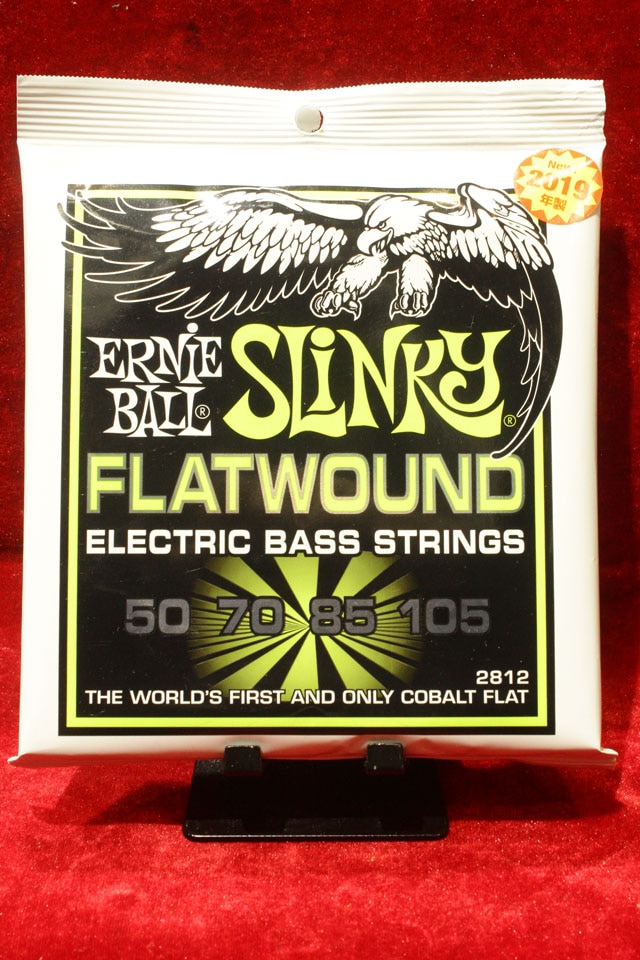 New
2019
年製
ERNIE
BALL®
SLINKY®
FLATWOUND
ELECTRIC BASS STRINGS
50 70 85 105
2812
THE WORLD'S FIRST AND ONLY COBALT FLAT